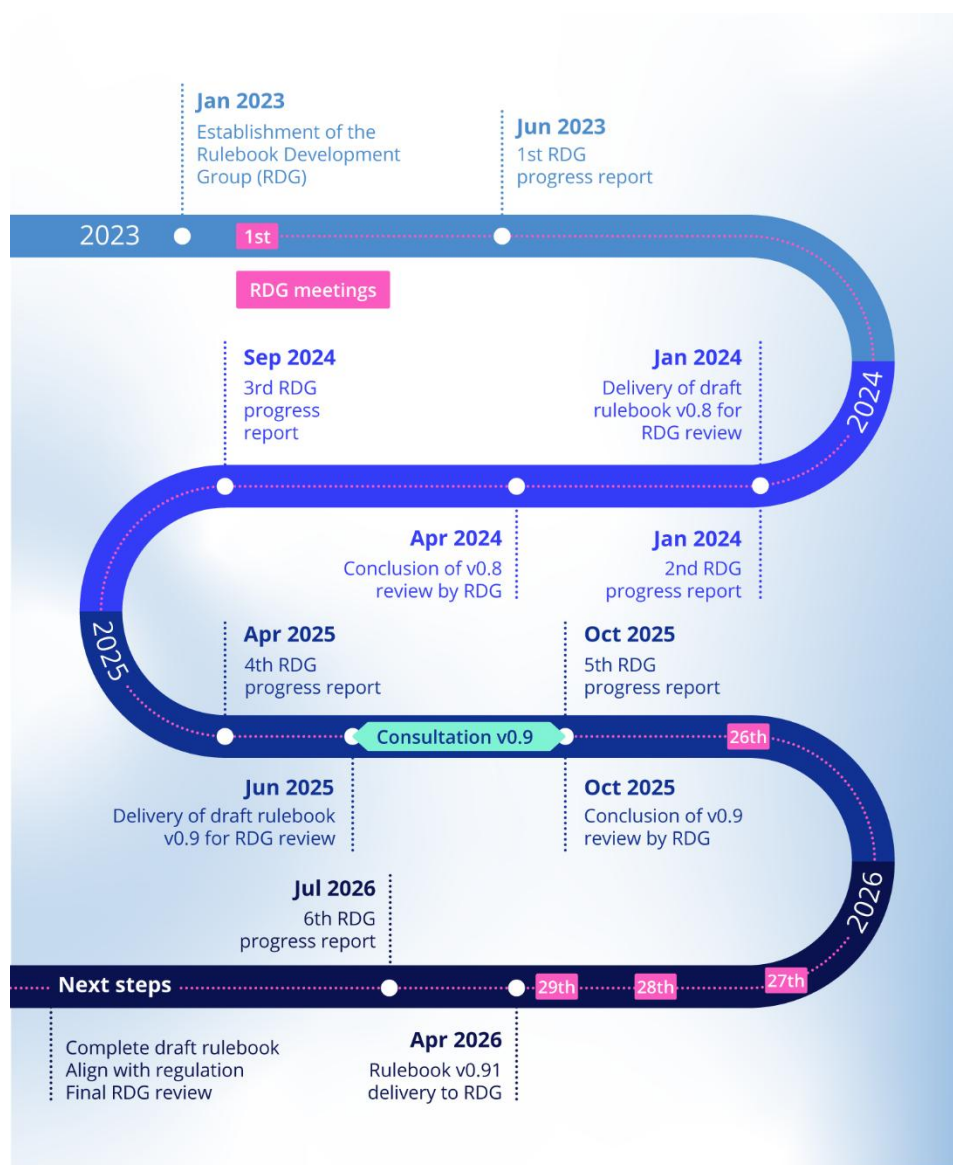 Jan 2023
Establishment of the
Rulebook Development
Group (RDG)
Jun 2023
1st RDG
progress report
2023
1st
RDG meetings
Sep 2024
3rd RDG
progress
report
Jan 2024
Delivery of draft
rulebook v0.8 for
RDG review
2024
Apr 2024
Conclusion of v0.8
review by RDG
Jan 2024
2nd RDG
progress report
2025
Apr 2025
4th RDG
progress report
Oct 2025
5th RDG
progress report
Consultation v0.9
26th
Jun 2025
Delivery of draft rulebook
v0.9 for RDG review
Oct 2025
Conclusion of v0.9
review by RDG
2026
Jul 2026
6th RDG
progress report
Next steps
29th
28th
27th
Complete draft rulebook
Align with regulation
Final RDG review
Apr 2026
Rulebook v0.91
delivery to RDG